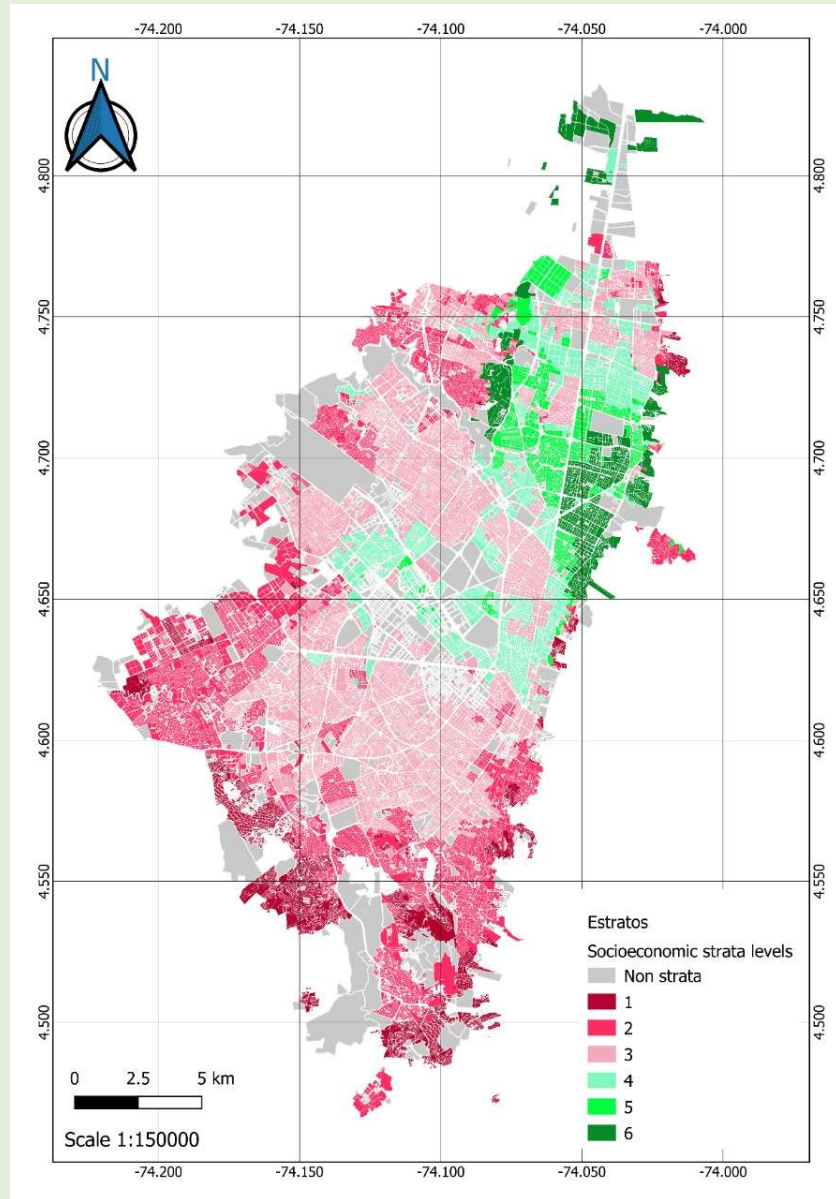 -74.200 -74.150 -74.100 -74.050 -74.000
N
4.800 4.800
4.750 4.750
4.700 4.700
4.650 4.650
4.600 4.600
4.550 4.550
Estratos
Socioeconomic strata levels
Non strata
1
2
3
4
5
6
4.500 4.500
0 2.5 5 km
Scale 1:150000
-74.200 -74.150 -74.100 -74.050 -74.000